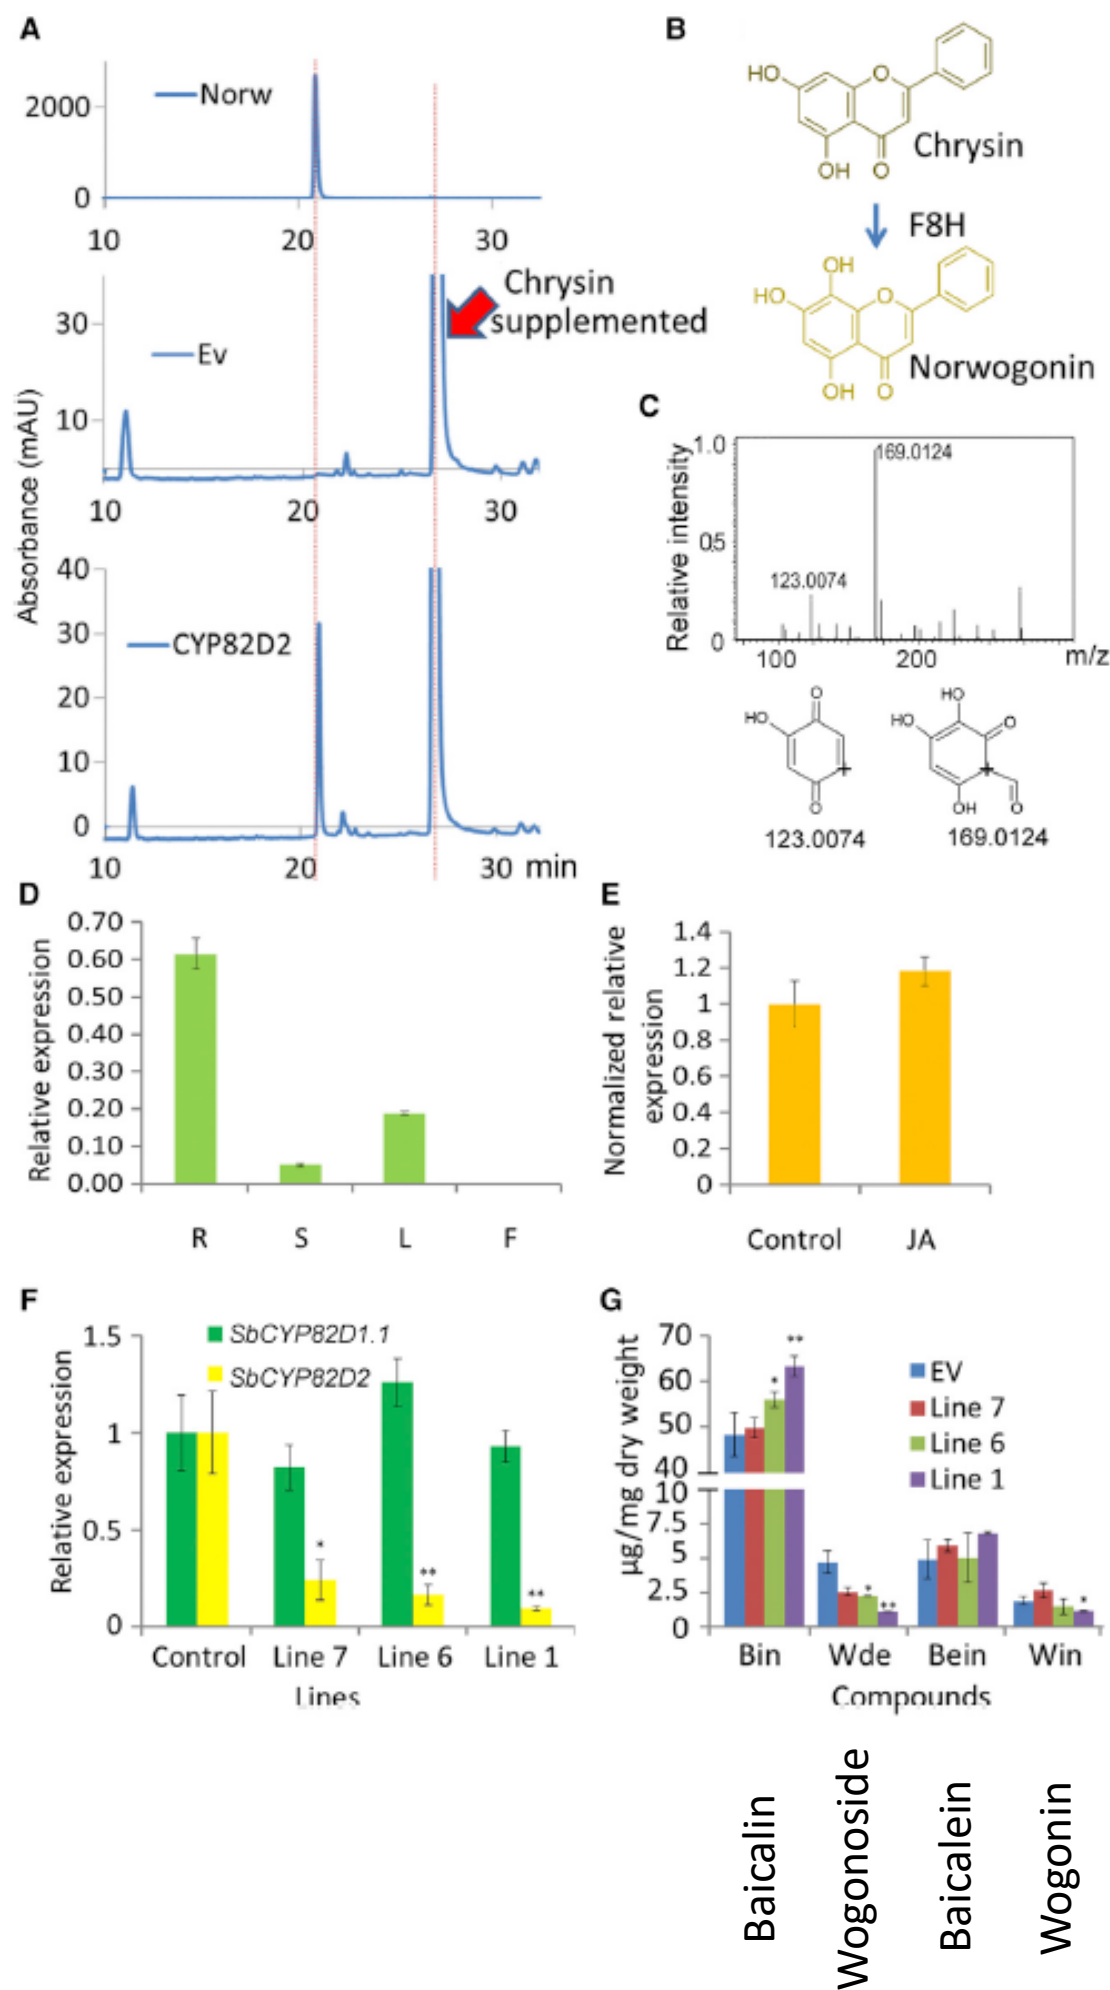 A
Absorbance (mAU)
Norw
2000
0
10 20 30
Chrysin
supplemented
Ev
30
10
10 20 30
CYP82D2
40
30
20
10
0
10 20 30 min
B
HO
O
OH O
Chrysin
F8H
OH
HO
O
OH O
Norwogonin
C
Relative intensity
1.0
0.5
0
169.0124
123.0074
100 200 m/z
O
HO
+
O
123.0074
HO
HO
O
+
OH O
169.0124
D
Relative expression
0.70
0.60
0.50
0.40
0.30
0.20
0.10
0.00
R S L F
E
Normalized relative
expression
1.4
1.2
1
0.8
0.6
0.4
0.2
0
Control JA
F
Relative expression
SbCYP82D1.1
SbCYP82D2
1.5
1
0.5
0
*
**
**
Control Line 7 Line 6 Line 1
Lines
G
µg/mg dry weight
70
60
50
40
10
7.5
5
2.5
0
EV
Line 7
Line 6
Line 1
*
**
*
**
*
Bin Wde Bein Win
Compounds
Baicalin
Wogonoside
Baicalein
Wogonin